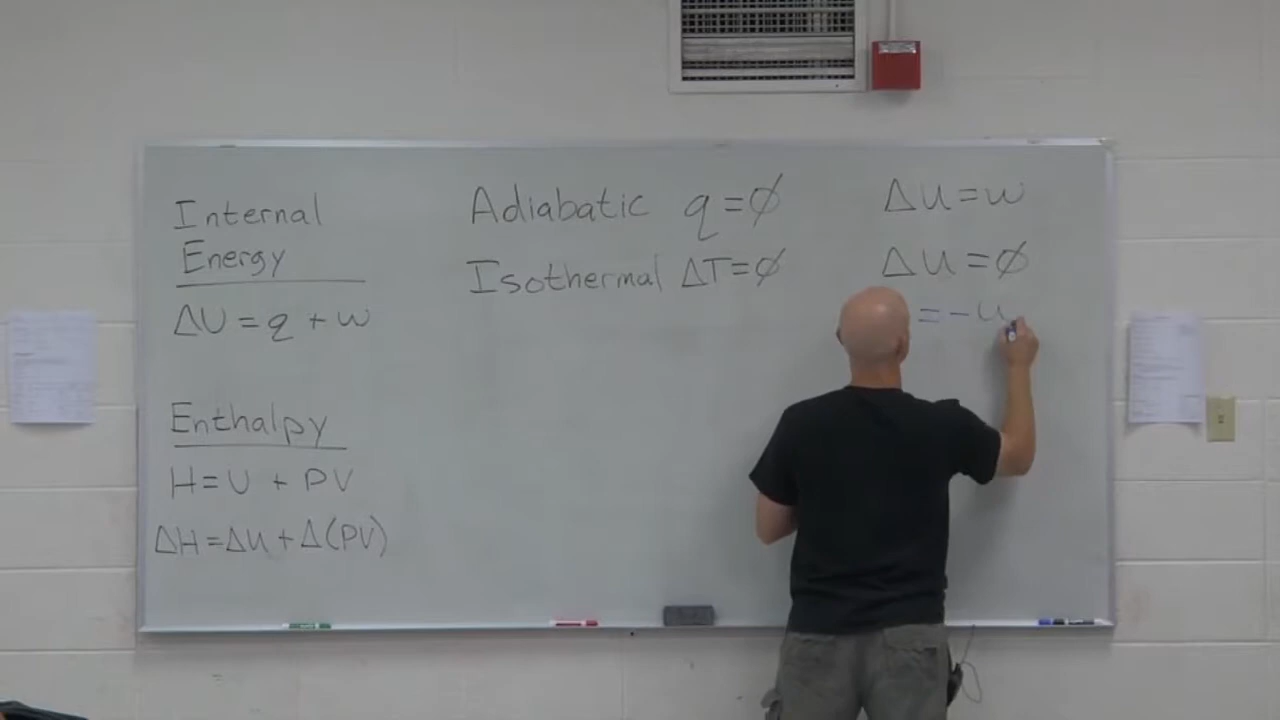 Internal
Energy
ΔU = q + w
Enthalpy
H = U + PV
ΔH = ΔU + Δ(PV)
Adiabatic q = ∅
Isothermal ΔT = ∅
ΔU = w
ΔU = ∅
= -